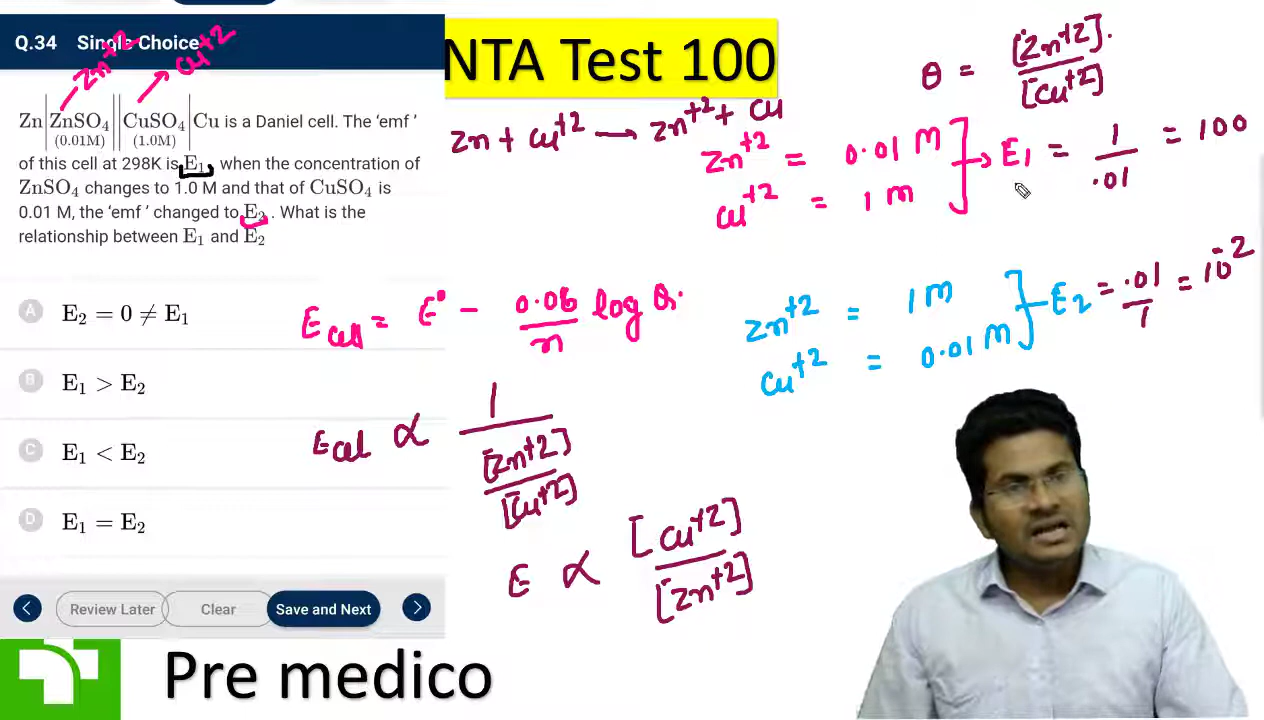 Q.34 Single Choice
Zn+2
Cu+2
NTA Test 100
Zn|ZnSO₄||CuSO₄|Cu is a Daniel cell. The ‘emf ’
(0.01M) (1.0M)
of this cell at 298K is E₁, when the concentration of
ZnSO₄ changes to 1.0 M and that of CuSO₄ is
0.01 M, the ‘emf ’ changed to E₂ . What is the
relationship between E₁ and E₂
A E₂ = 0 ≠ E₁
B E₁ > E₂
C E₁ < E₂
D E₁ = E₂
Review Later Clear Save and Next
Pre medico
θ = [Zn+2] / [Cu+2]
Zn + Cu+2 → Zn+2 + Cu
Zn+2 = 0.01 M
Cu+2 = 1 M
→ E1 = 1/.01 = 100
Zn+2 = 1 M
Cu+2 = 0.01 M
E2 = .01/1 = 10-2
Ecell = E° - 0.06/n log Q.
Ecel ∝ 1 / [Zn+2]/[Cu+2]
E ∝ [Cu+2] / [Zn+2]